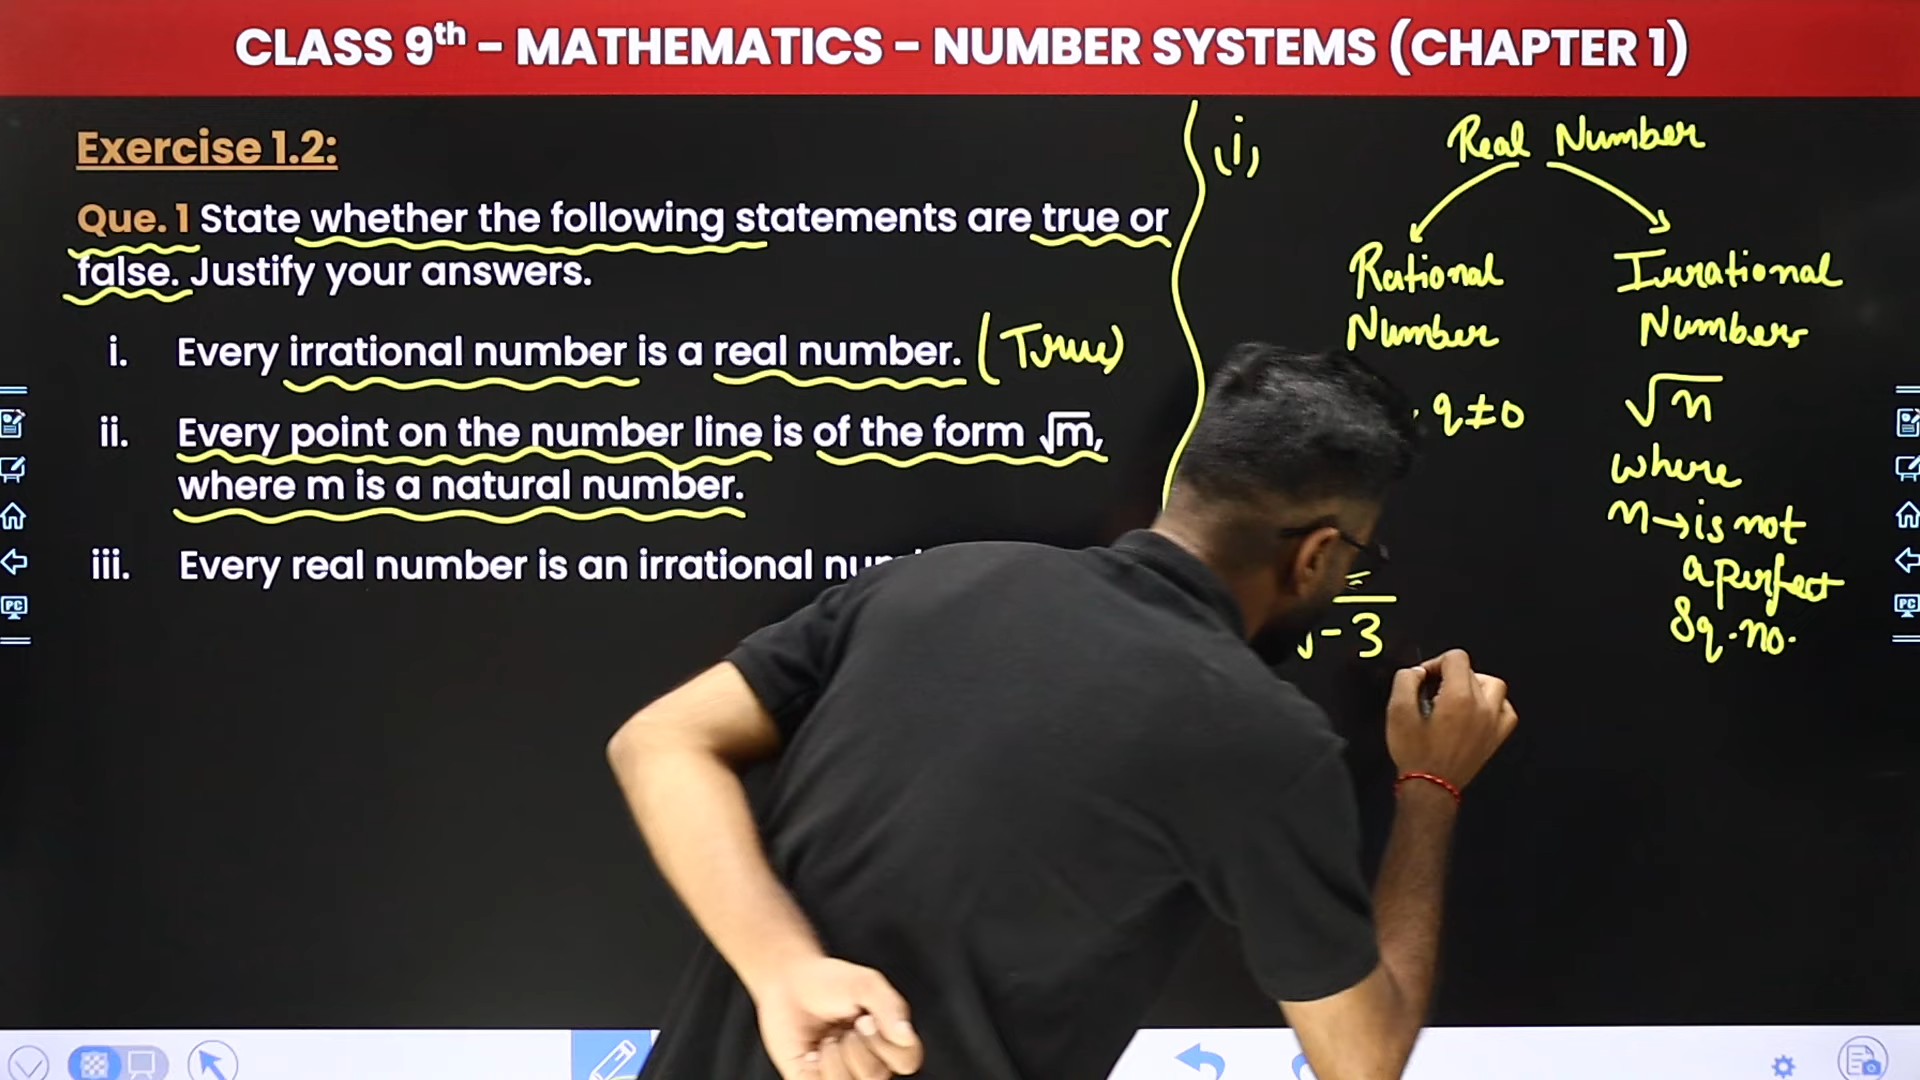 CLASS 9th - MATHEMATICS - NUMBER SYSTEMS (CHAPTER 1)
Exercise 1.2:
Que. 1 State whether the following statements are true or
false. Justify your answers.
i. Every irrational number is a real number. (True)
ii. Every point on the number line is of the form √m,
where m is a natural number.
iii. Every real number is an irrational
(i)
Real Number
Rational
Number
q≠0
Irrational
Numbers
√n
where
n→is not
a perfect
Sq. no.
√-3
PC
PC